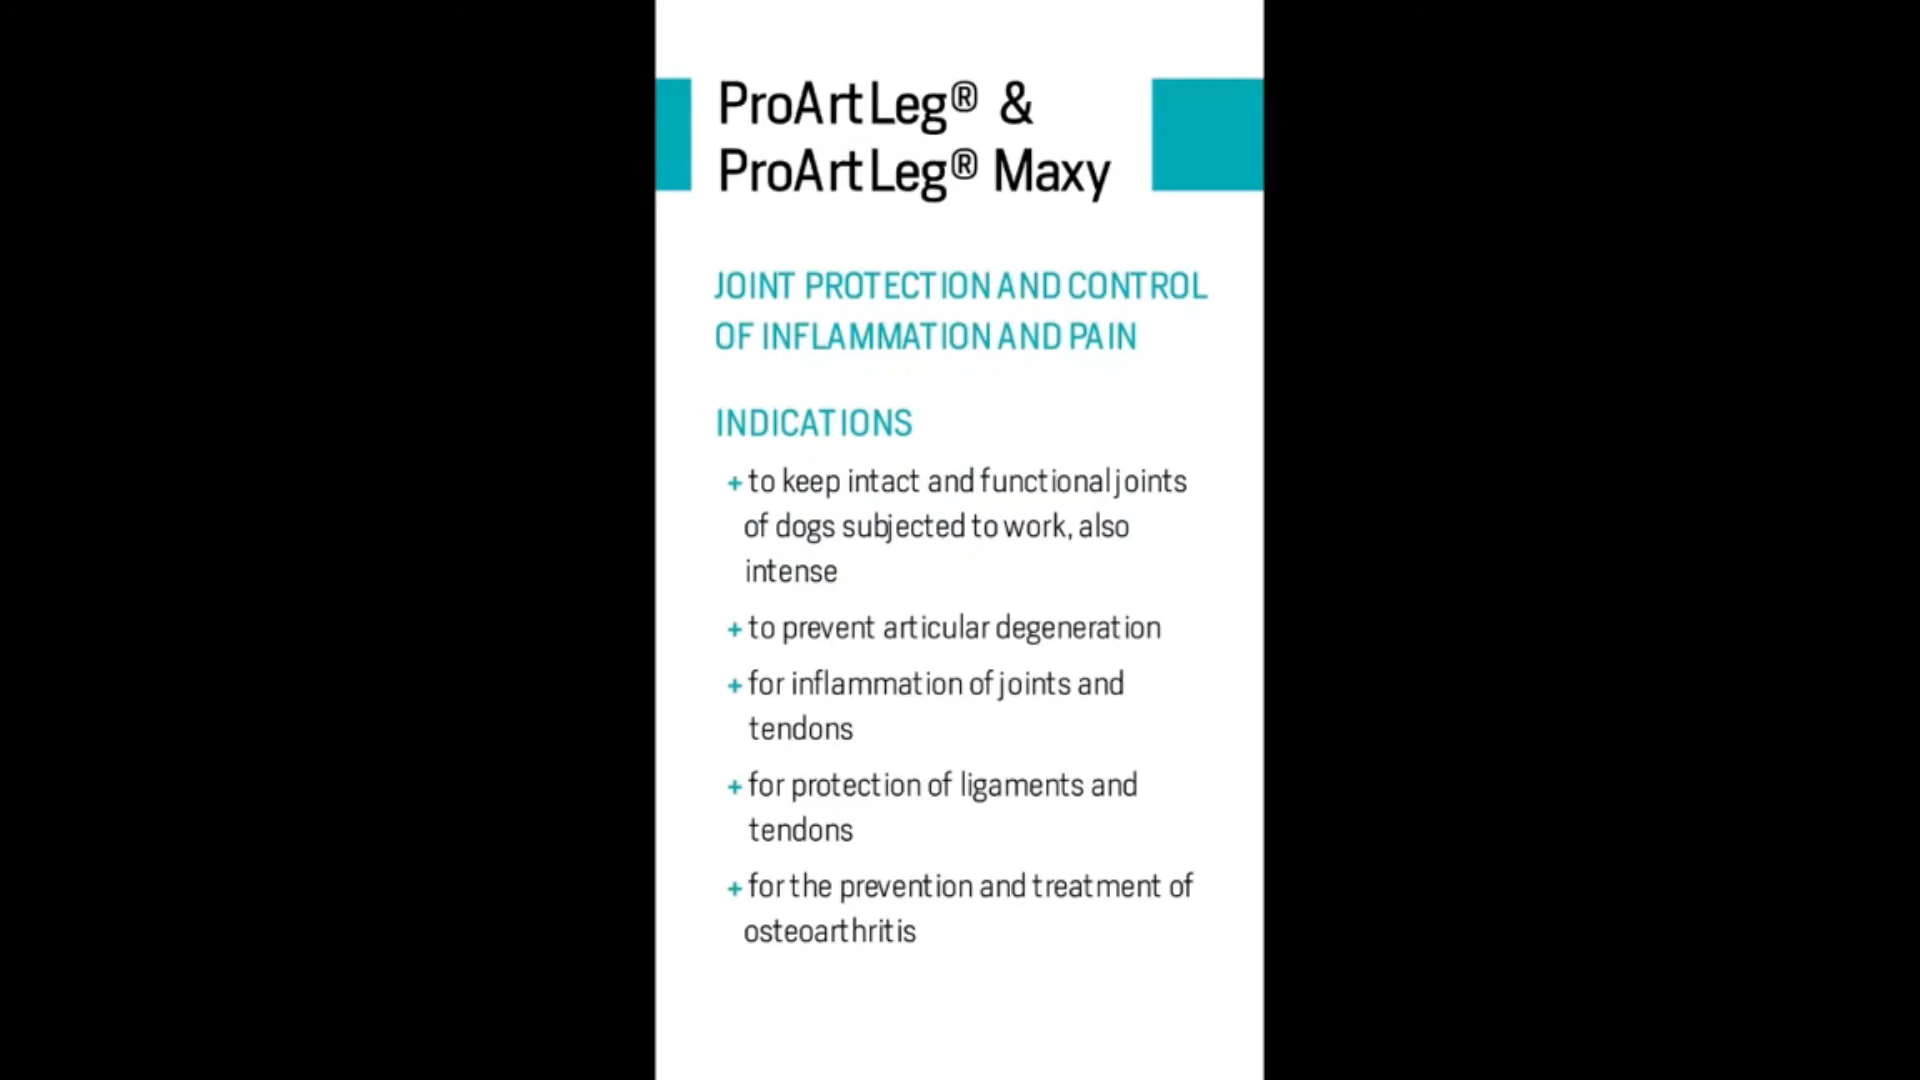 ProArtLeg® &
ProArtLeg® Maxy
JOINT PROTECTION AND CONTROL
OF INFLAMMATION AND PAIN
INDICATIONS
+ to keep intact and functional joints
of dogs subjected to work, also
intense
+ to prevent articular degeneration
+ for inflammation of joints and
tendons
+ for protection of ligaments and
tendons
+ for the prevention and treatment of
osteoarthritis